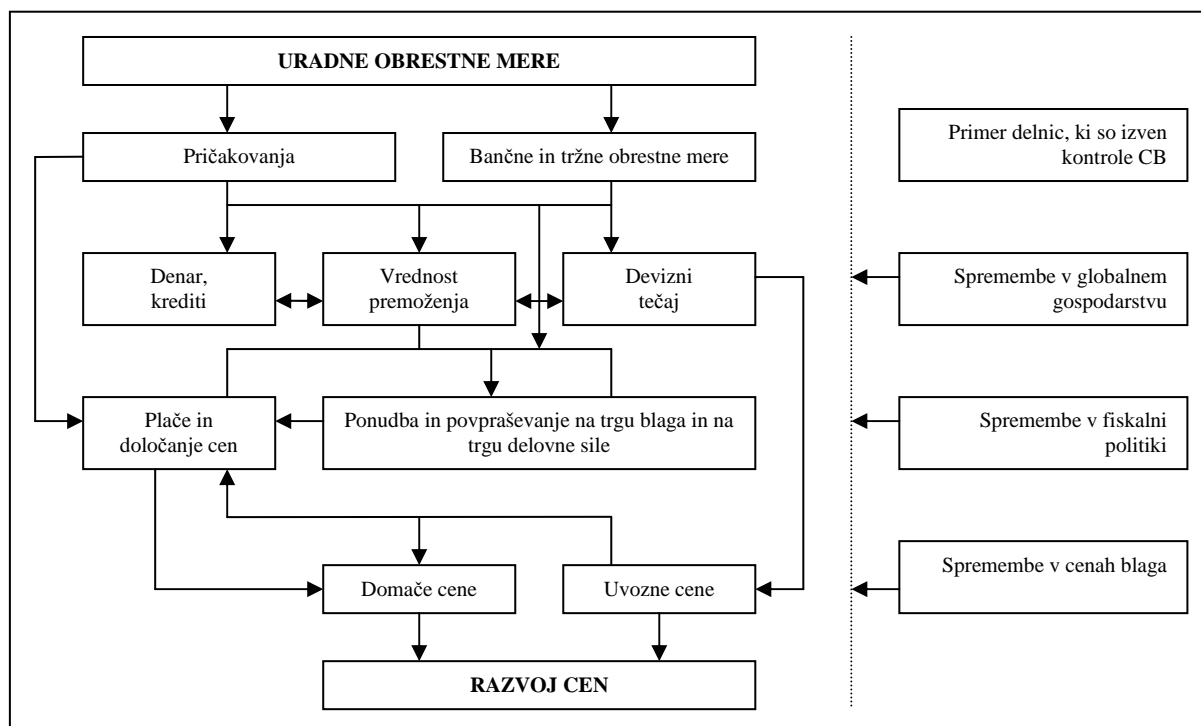 URADNE OBRESTNE MERE
Pričakovanja
Bančne in tržne obrestne mere
Primer delnic, ki so izven
kontrole CB
Denar,
krediti
Vrednost
premoženja
Devizni
tečaj
Spremembe v globalnem
gospodarstvu
Plače in
določanje cen
Ponudba in povpraševanje na trgu blaga in na
trgu delovne sile
Spremembe v fiskalni
politiki
Domače cene
Uvozne cene
Spremembe v cenah blaga
RAZVOJ CEN